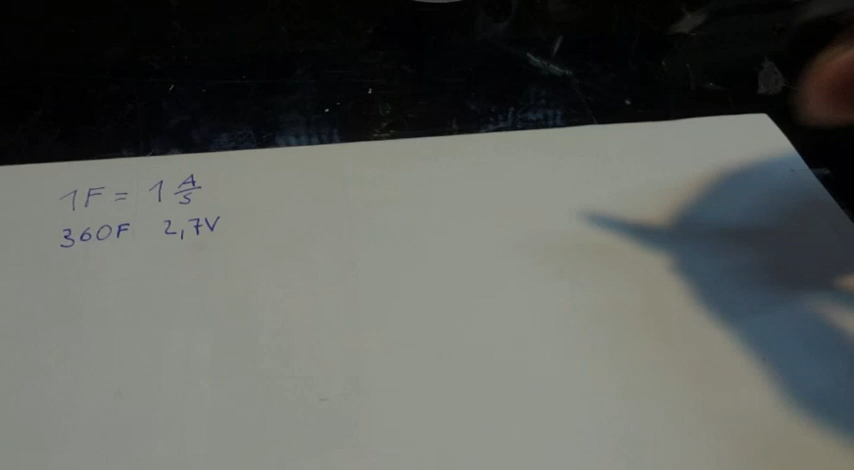 1F = 1 A/S
360F 2,7V